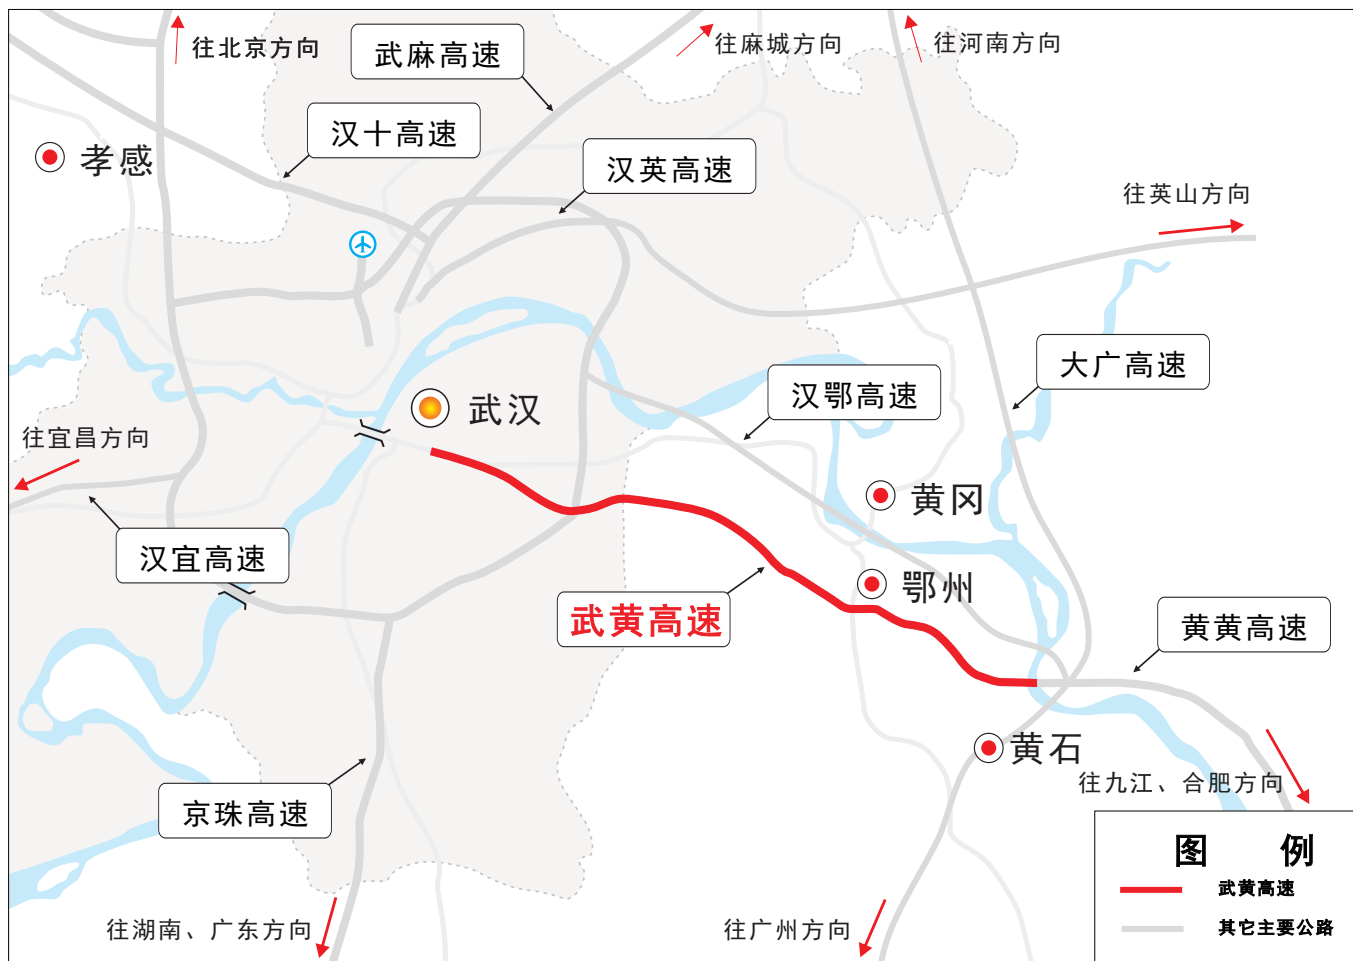 往北京方向
武麻高速
往麻城方向
往河南方向
汉十高速
孝感
汉英高速
往英山方向
大广高速
汉鄂高速
武汉
往宜昌方向
黄冈
汉宜高速
鄂州
武黄高速
黄黄高速
黄石
往九江、合肥方向
京珠高速
图 例
武黄高速
其它主要公路
往湖南、广东方向
往广州方向